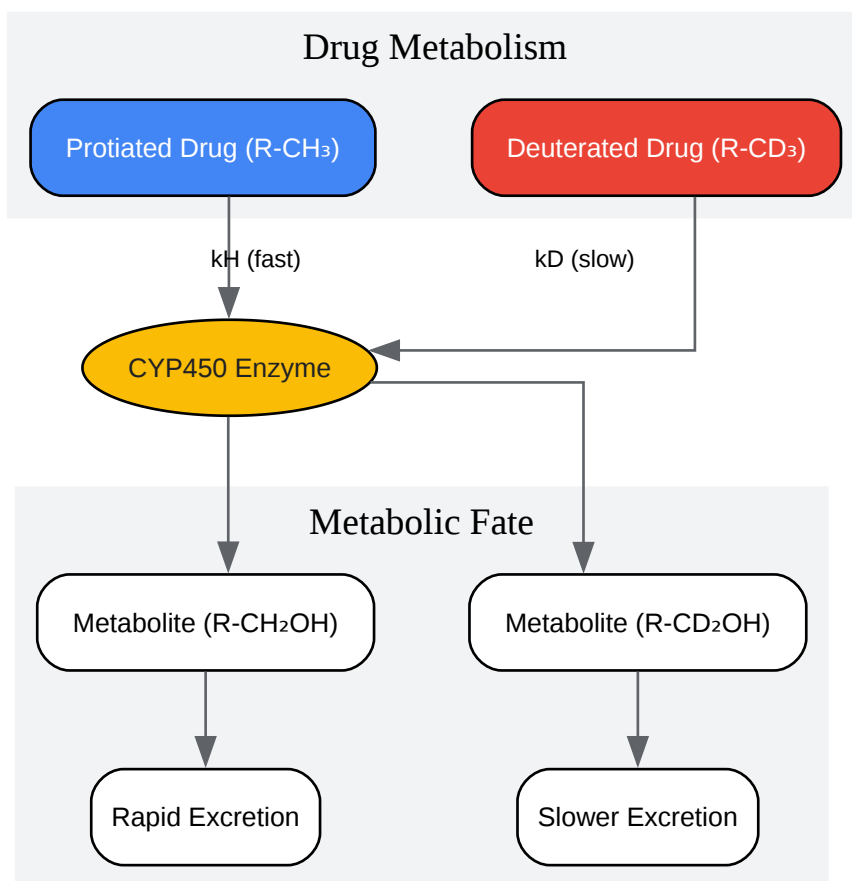 Drug Metabolism
Protiated Drug (R-CH₃)
Deuterated Drug (R-CD₃)
kH (fast)
kD (slow)
CYP450 Enzyme
Metabolic Fate
Metabolite (R-CH₂OH)
Metabolite (R-CD₂OH)
Rapid Excretion
Slower Excretion